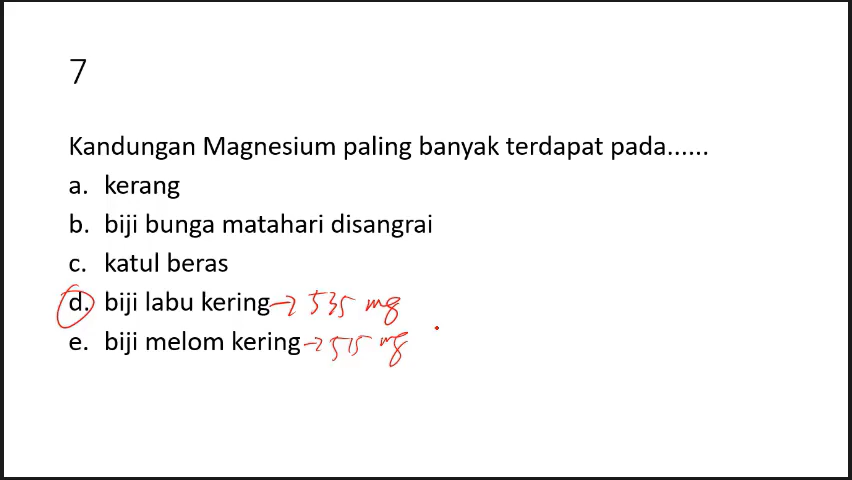 7
Kandungan Magnesium paling banyak terdapat pada......
a. kerang
b. biji bunga matahari disangrai
c. katul beras
d. biji labu kering → 535 mg
e. biji melom kering → 515 mg